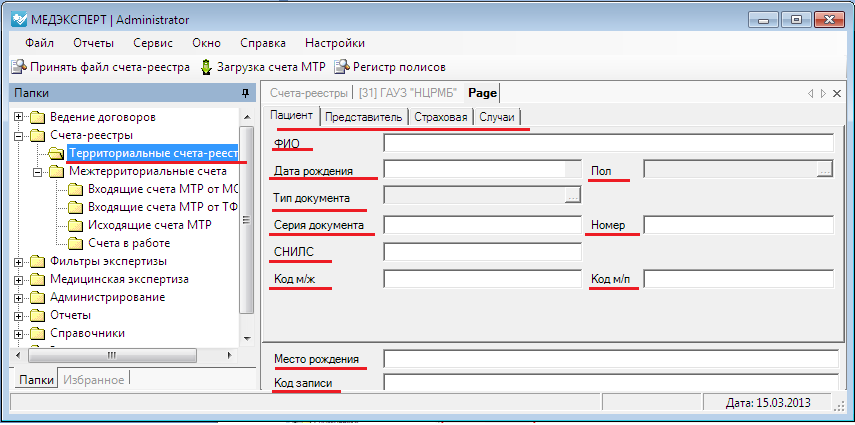 МЕДЭКСПЕРТ | Administrator
Файл Отчеты Сервис Окно Справка Настройки
Принять файл счета-реестра Загрузка счета МТР Регистр полисов
Папки
Ведение договоров
Счета-реестры
Территориальные счета-реест
Межтерриториальные счета
Входящие счета МТР от МС
Входящие счета МТР от ТФ
Исходящие счета МТР
Счета в работе
Фильтры экспертизы
Медицинская экспертиза
Администрирование
Отчеты
Справочники
Папки Избранное
Счета-реестры [31] ГАУЗ "НЦРМБ" Page
Пациент Представитель Страховая Случаи
ФИО
Дата рождения Пол
Тип документа
Серия документа Номер
СНИЛС
Код м/ж Код м/п
Место рождения
Код записи
Дата: 15.03.2013